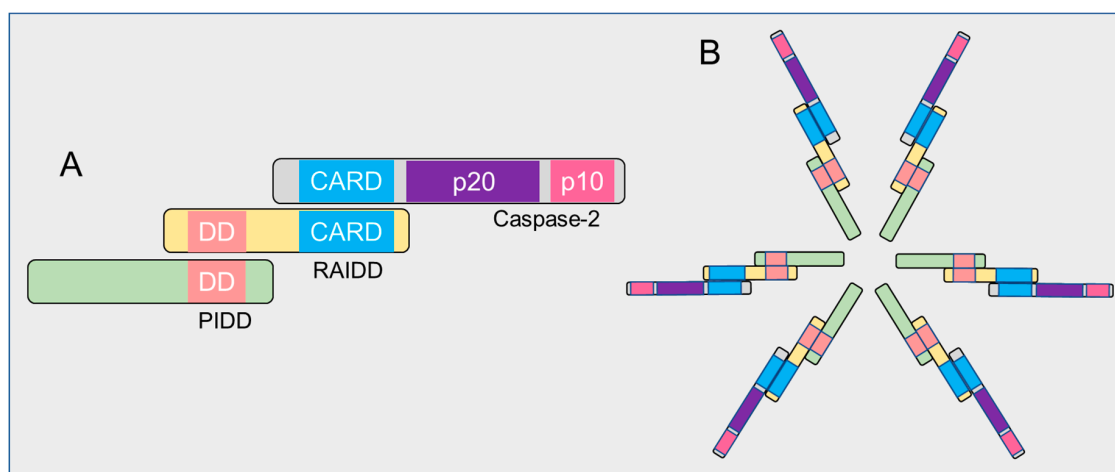 A
B
CARD p20 p10
Caspase-2
DD CARD
RAIDD
DD
PIDD